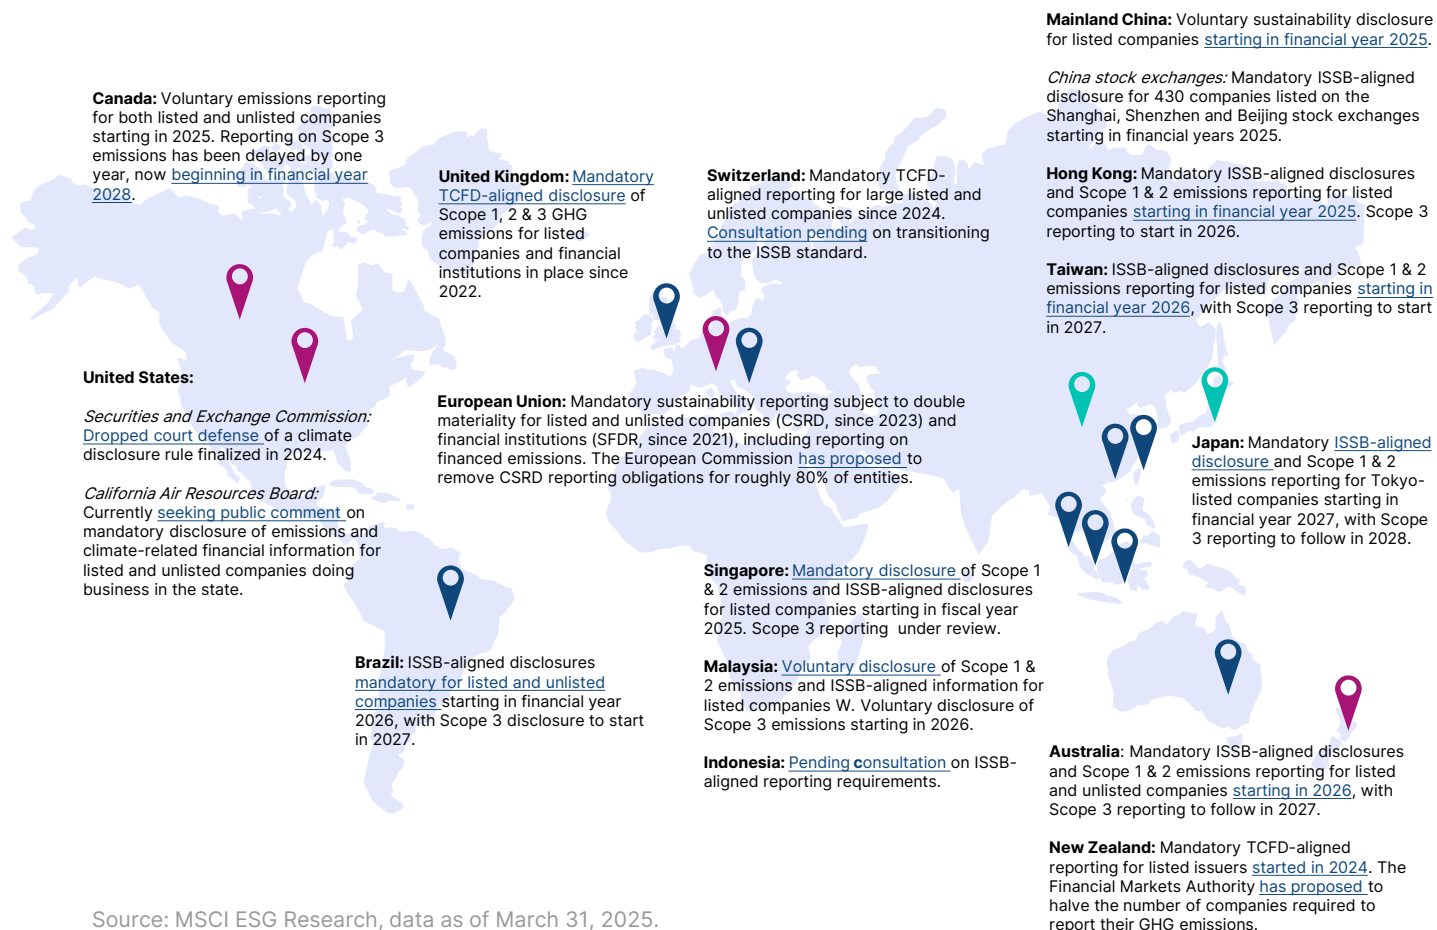 Canada: Voluntary emissions reporting
for both listed and unlisted companies
starting in 2025. Reporting on Scope 3
emissions has been delayed by one
year, now beginning in financial year
2028.
United States:
Securities and Exchange Commission:
Dropped court defense of a climate
disclosure rule finalized in 2024.
California Air Resources Board:
Currently seeking public comment on
mandatory disclosure of emissions and
climate-related financial information for
listed and unlisted companies doing
business in the state.
Brazil: ISSB-aligned disclosures
mandatory for listed and unlisted
companies starting in financial year
2026, with Scope 3 disclosure to start
in 2027.
United Kingdom: Mandatory
TCFD-aligned disclosure of
Scope 1, 2 & 3 GHG
emissions for listed
companies and financial
institutions in place since
2022.
Switzerland: Mandatory TCFD-
aligned reporting for large listed and
unlisted companies since 2024.
Consultation pending on transitioning
to the ISSB standard.
European Union: Mandatory sustainability reporting subject to double
materiality for listed and unlisted companies (CSRD, since 2023) and
financial institutions (SFDR, since 2021), including reporting on
financed emissions. The European Commission has proposed to
remove CSRD reporting obligations for roughly 80% of entities.
Singapore: Mandatory disclosure of Scope 1
& 2 emissions and ISSB-aligned disclosures
for listed companies starting in fiscal year
2025. Scope 3 reporting under review.
Malaysia: Voluntary disclosure of Scope 1 &
2 emissions and ISSB-aligned information for
listed companies W. Voluntary disclosure of
Scope 3 emissions starting in 2026.
Indonesia: Pending consultation on ISSB-
aligned reporting requirements.
Mainland China: Voluntary sustainability disclosure
for listed companies starting in financial year 2025.
China stock exchanges: Mandatory ISSB-aligned
disclosure for 430 companies listed on the
Shanghai, Shenzhen and Beijing stock exchanges
starting in financial years 2025.
Hong Kong: Mandatory ISSB-aligned disclosures
and Scope 1 & 2 emissions reporting for listed
companies starting in financial year 2025. Scope 3
reporting to start in 2026.
Taiwan: ISSB-aligned disclosures and Scope 1 & 2
emissions reporting for listed companies starting in
financial year 2026, with Scope 3 reporting to start
in 2027.
Japan: Mandatory ISSB-aligned
disclosure and Scope 1 & 2
emissions reporting for Tokyo-
listed companies starting in
financial year 2027, with Scope
3 reporting to follow in 2028.
Australia: Mandatory ISSB-aligned disclosures
and Scope 1 & 2 emissions reporting for listed
and unlisted companies starting in 2026, with
Scope 3 reporting to follow in 2027.
New Zealand: Mandatory TCFD-aligned
reporting for listed issuers started in 2024. The
Financial Markets Authority has proposed to
halve the number of companies required to
report their GHG emissions.
Source: MSCI ESG Research, data as of March 31, 2025.